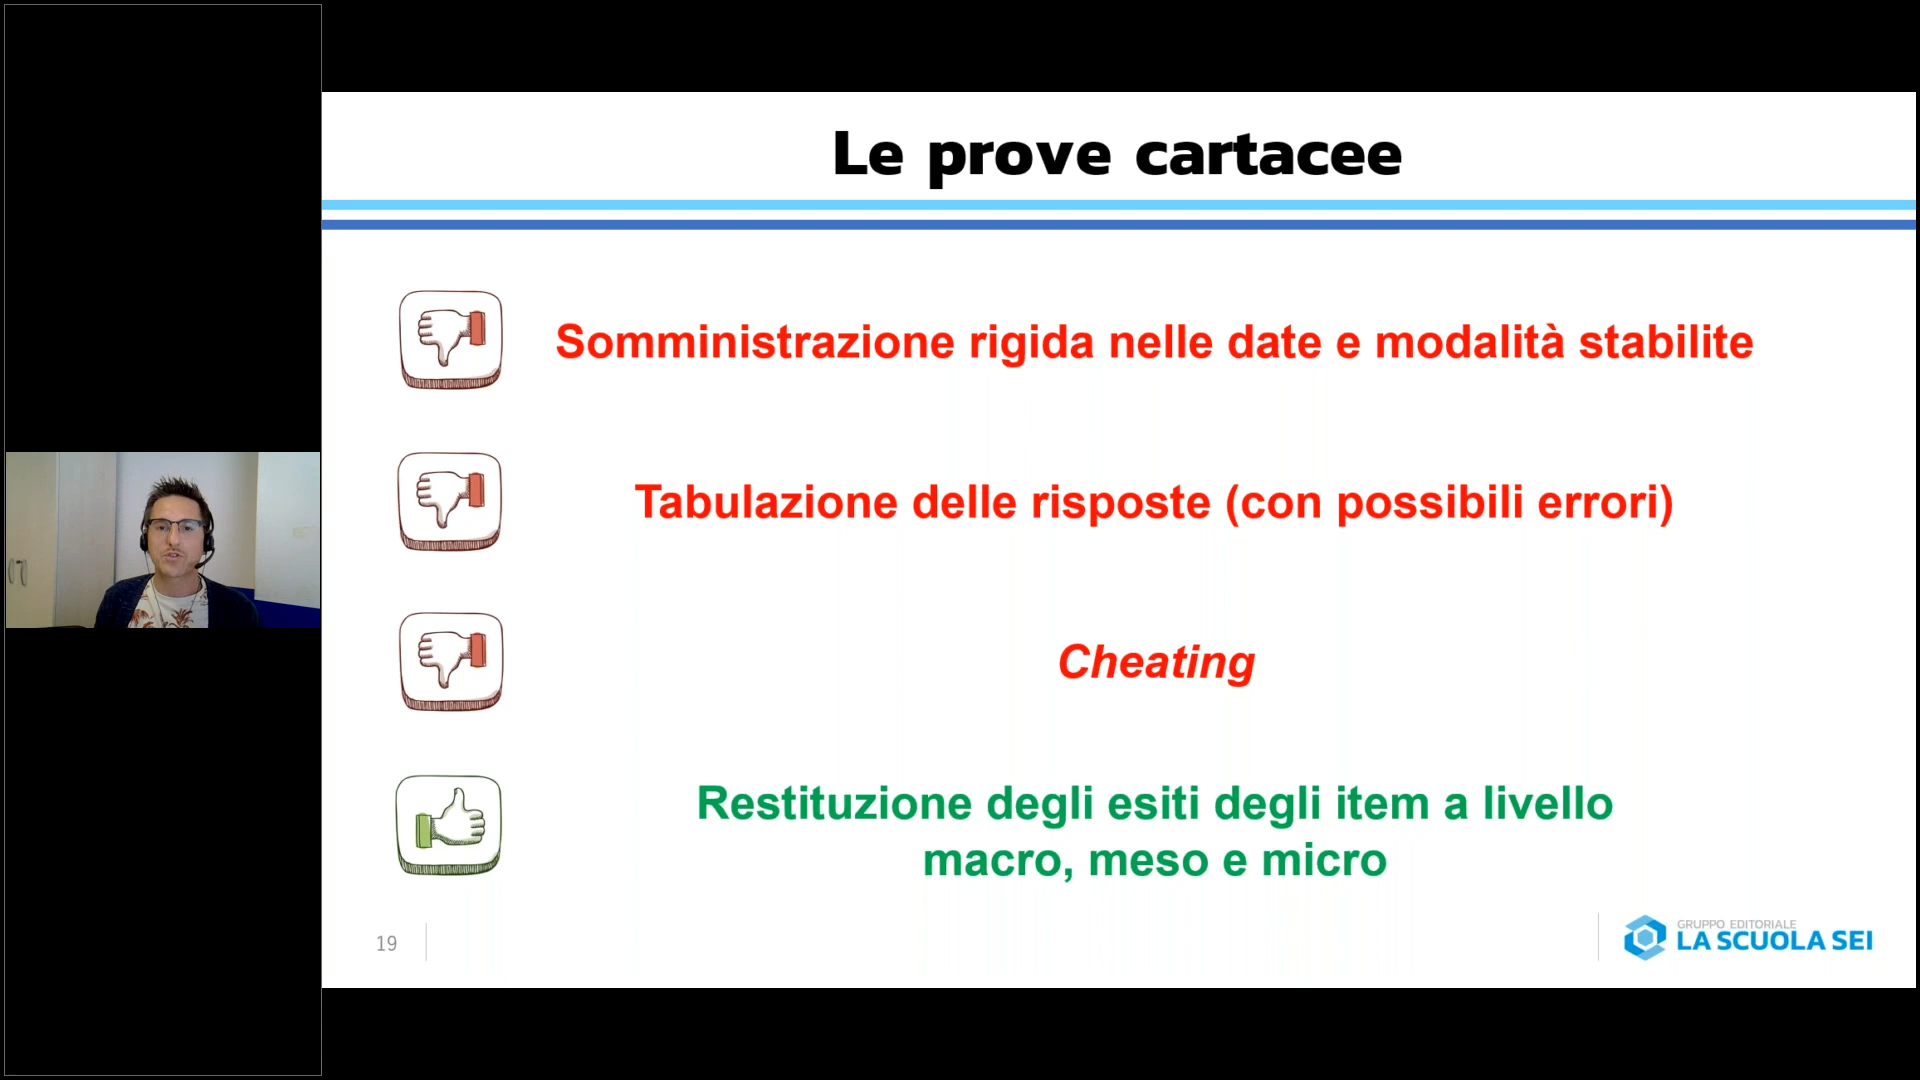 Le prove cartacee
Somministrazione rigida nelle date e modalità stabilite
Tabulazione delle risposte (con possibili errori)
Cheating
Restituzione degli esiti degli item a livello
macro, meso e micro
19
GRUPPO EDITORIALE
LA SCUOLA SEI